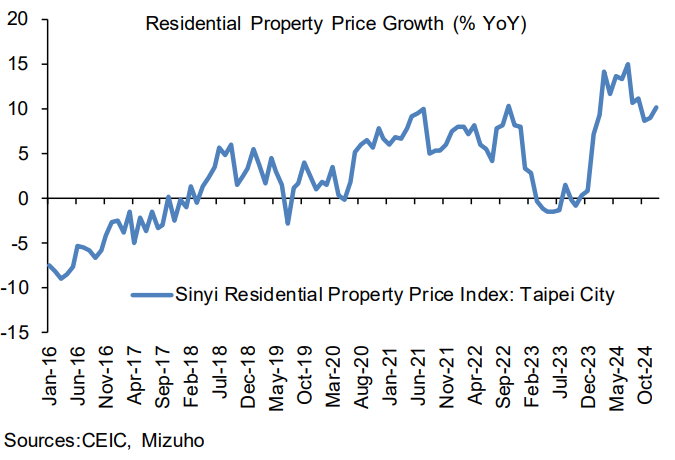 Residential Property Price Growth (% YoY)
20
15
10
5
0
-5
-10
-15
Sinyi Residential Property Price Index: Taipei City
Jan-16
Jun-16
Nov-16
Apr-17
Sep-17
Feb-18
Jul-18
Dec-18
May-19
Oct-19
Mar-20
Aug-20
Jan-21
Jun-21
Nov-21
Apr-22
Sep-22
Feb-23
Jul-23
Dec-23
May-24
Oct-24
Sources:CEIC, Mizuho